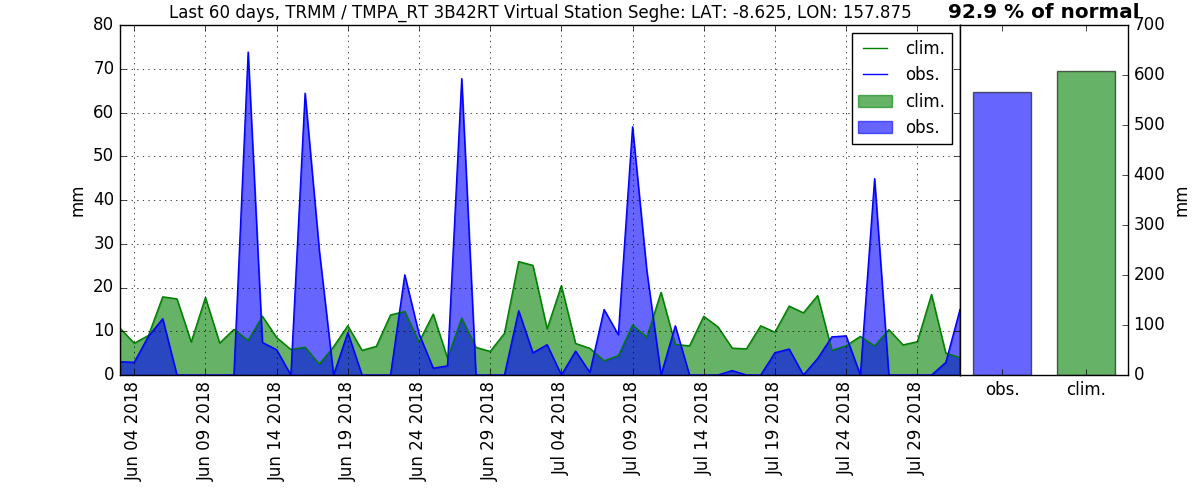 Last 60 days, TRMM / TMPA_RT 3B42RT Virtual Station Seghe: LAT: -8.625, LON: 157.875
92.9 % of normal
80
70
60
50
40
30
20
10
0
mm
clim.
obs.
clim.
obs.
Jun 04 2018
Jun 09 2018
Jun 14 2018
Jun 19 2018
Jun 24 2018
Jun 29 2018
Jul 04 2018
Jul 09 2018
Jul 14 2018
Jul 19 2018
Jul 24 2018
Jul 29 2018
700
600
500
400
300
200
100
0
mm
obs.
clim.